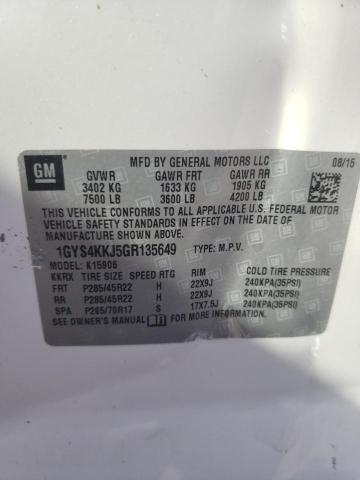 GM
MFD BY GENERAL MOTORS LLC 08/15
GVWR GAWR FRT GAWR RR
3402 KG 1633 KG 1905 KG
7500 LB 3600 LB 4200 LB
THIS VEHICLE CONFORMS TO ALL APPLICABLE U.S. FEDERAL MOTOR
VEHICLE SAFETY STANDARDS IN EFFECT ON THE DATE OF
MANUFACTURE SHOWN ABOVE.
1GYS4KKJ5GR135649 TYPE: M.P.V.
MODEL: K15906
KKRX TIRE SIZE SPEED RTG RIM COLD TIRE PRESSURE
FRT P285/45R22 H 22X9J 240KPA(35PSI)
RR P285/45R22 H 22X9J 240KPA(35PSI)
SPA P265/70R17 S 17X7.5J 240KPA(35PSI)
SEE OWNER'S MANUAL FOR MORE INFORMATION.